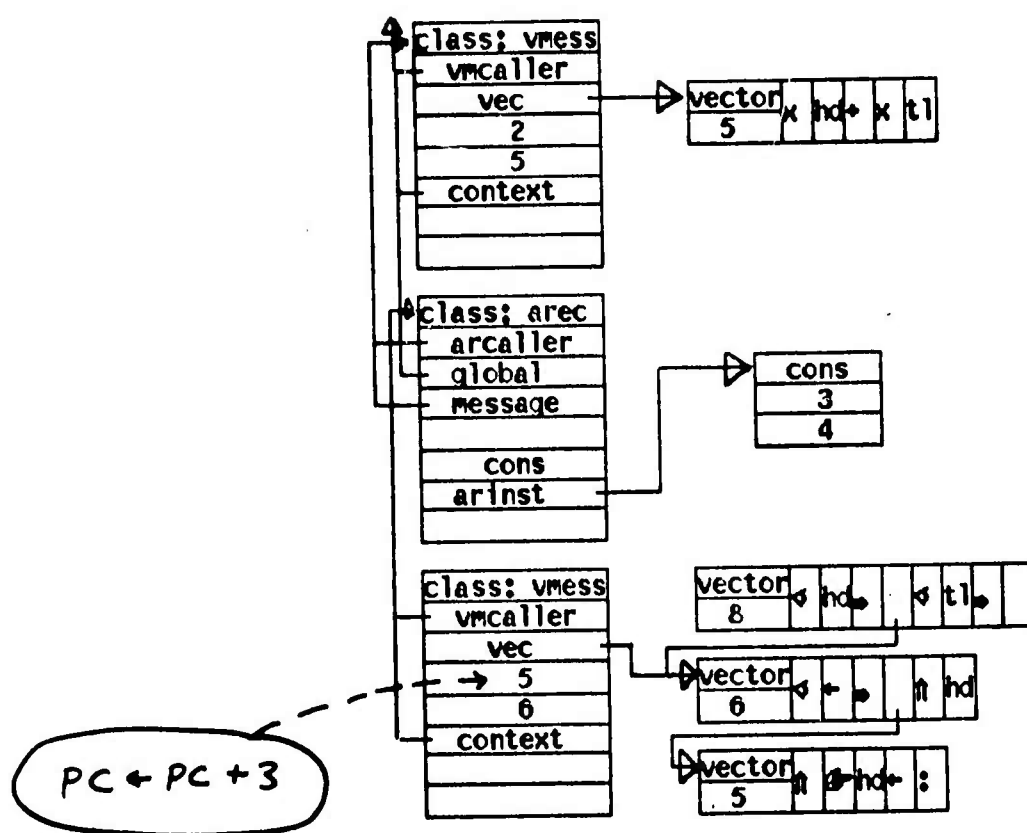 class: vmess
vmcaller
vec
2
5
context
vector
5
x hd+ x tl
class: arec
arcaller
global
message
cons
arinst
cons
3
4
class: vmess
vmcaller
vec
5
6
context
vector
8
hd tl
vector
6
← hd
vector
5
hd← :
PC ← PC + 3